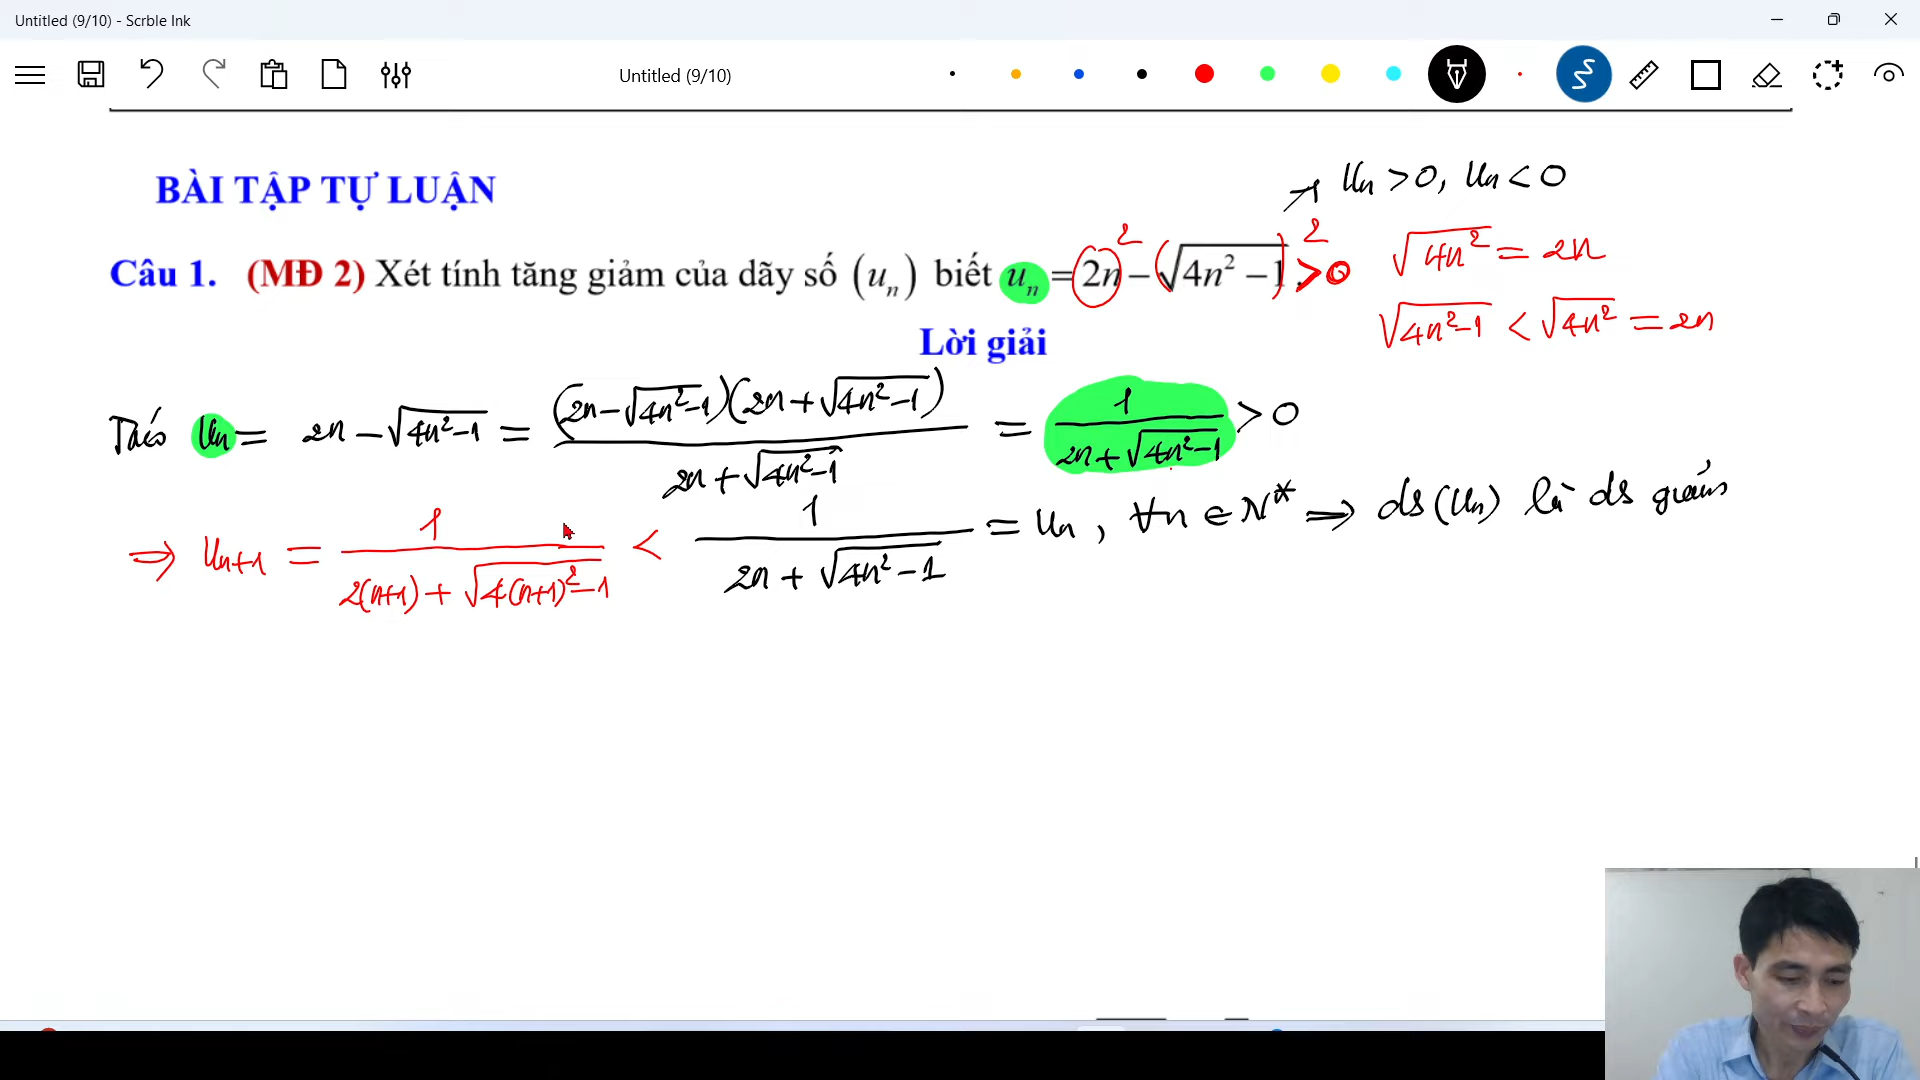 Untitled (9/10) - Scrble Ink
Untitled (9/10)
BÀI TẬP TỰ LUẬN
Uₙ > 0, Uₙ < 0
Câu 1. (MĐ 2) Xét tính tăng giảm của dãy số (uₙ) biết uₙ = 2n² − (√(4n² − 1))² . > 0
√(4n²) = 2n
√(4n²−1) < √(4n²) = 2n
Lời giải
Ta có Uₙ = 2n − √(4n²−1) = (2n − √(4n²−1))(2n + √(4n²−1)) / (2n + √(4n²−1)) = 1 / (2n + √(4n²−1)) > 0
⇒ Uₙ₊₁ = 1 / (2(n+1) + √(4(n+1)²−1)) < 1 / (2n + √(4n²−1)) = Uₙ , ∀n ∈ N* ⇒ ds (Uₙ) là ds giảm